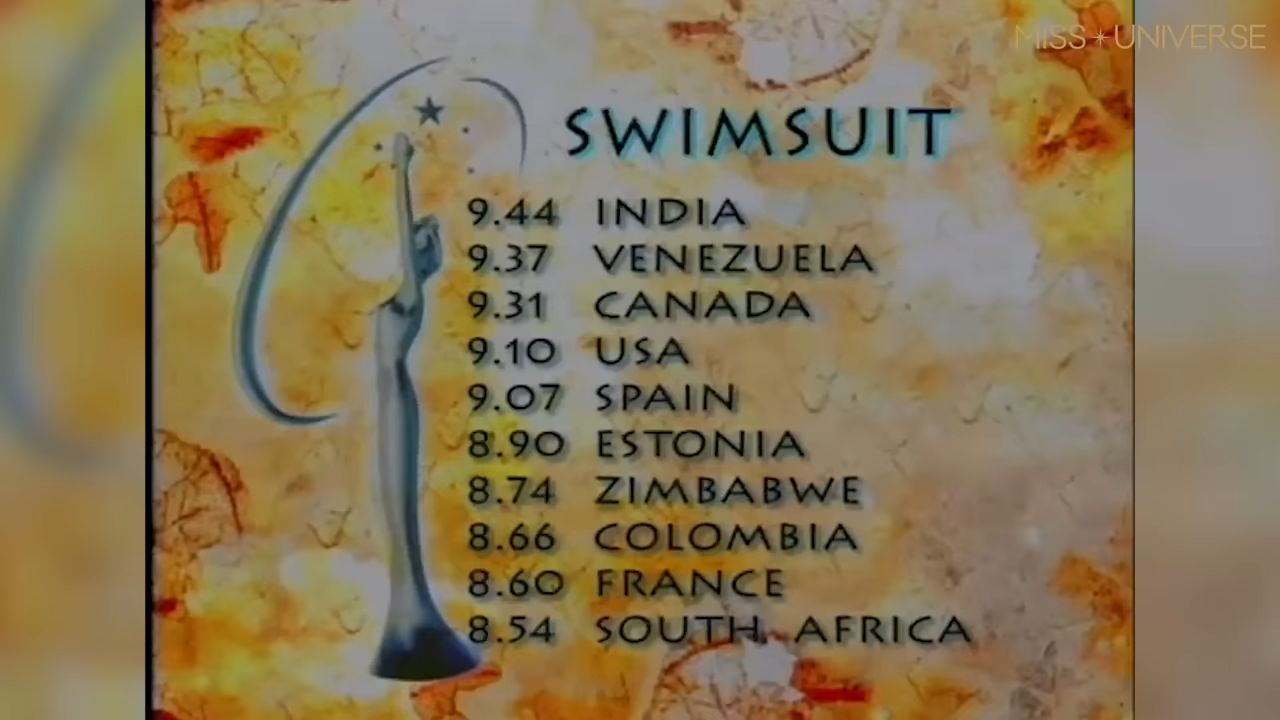 MISS UNIVERSE
SWIMSUIT
9.44 INDIA
9.37 VENEZUELA
9.31 CANADA
9.10 USA
9.07 SPAIN
8.90 ESTONIA
8.74 ZIMBABWE
8.66 COLOMBIA
8.60 FRANCE
8.54 SOUTH AFRICA